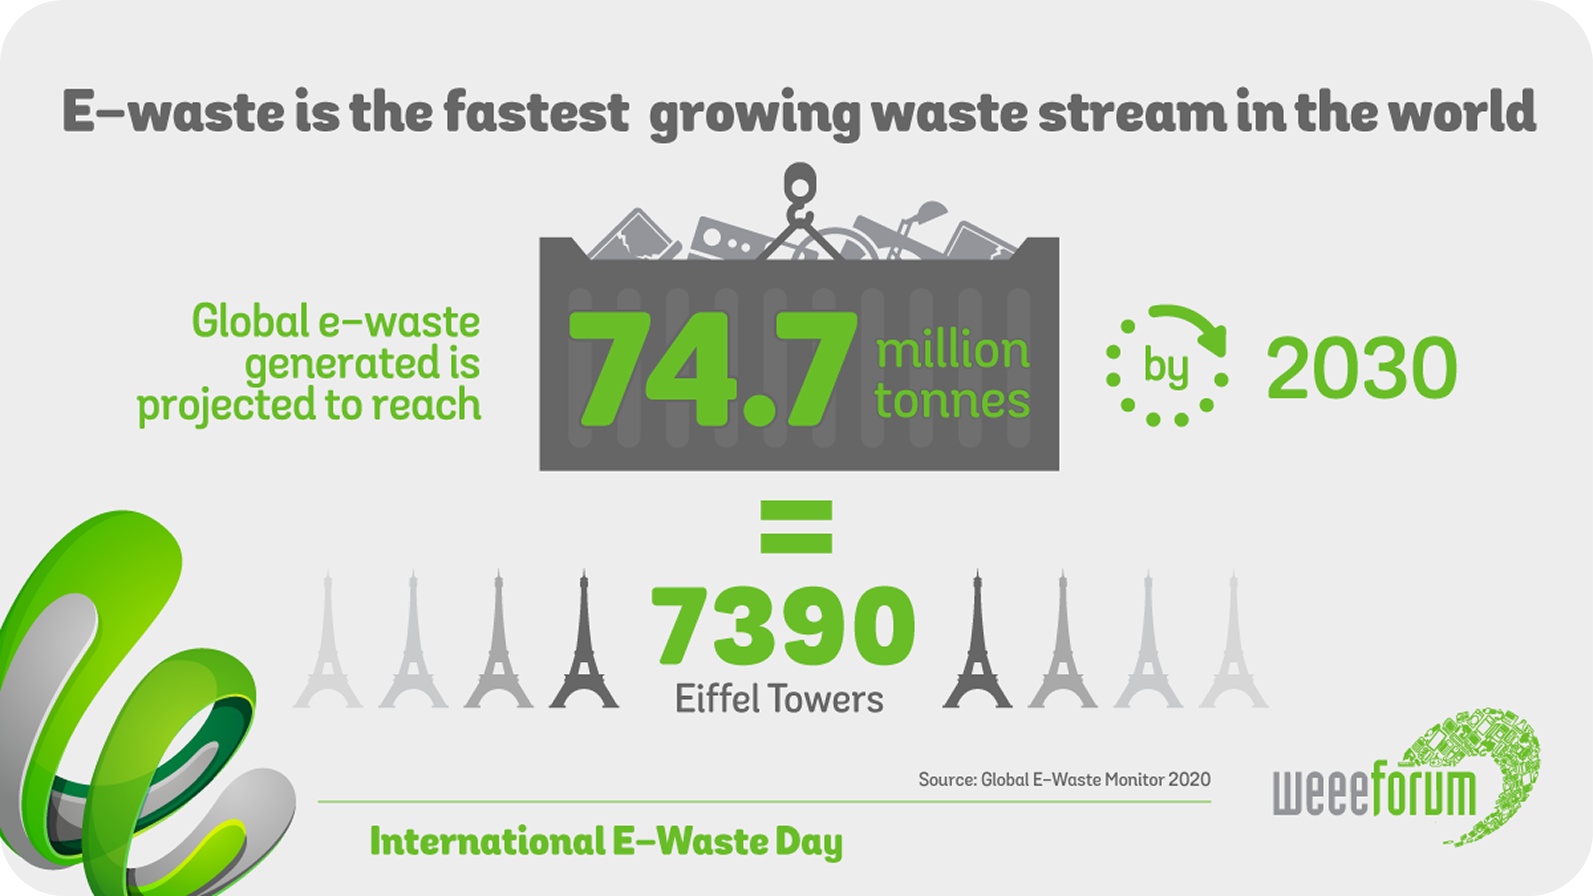 E-waste is the fastest growing waste stream in the world
Global e-waste
generated is
projected to reach
74.7
million
tonnes
by
2030
=
7390
Eiffel Towers
Source: Global E-Waste Monitor 2020
International E-Waste Day
weeeforum